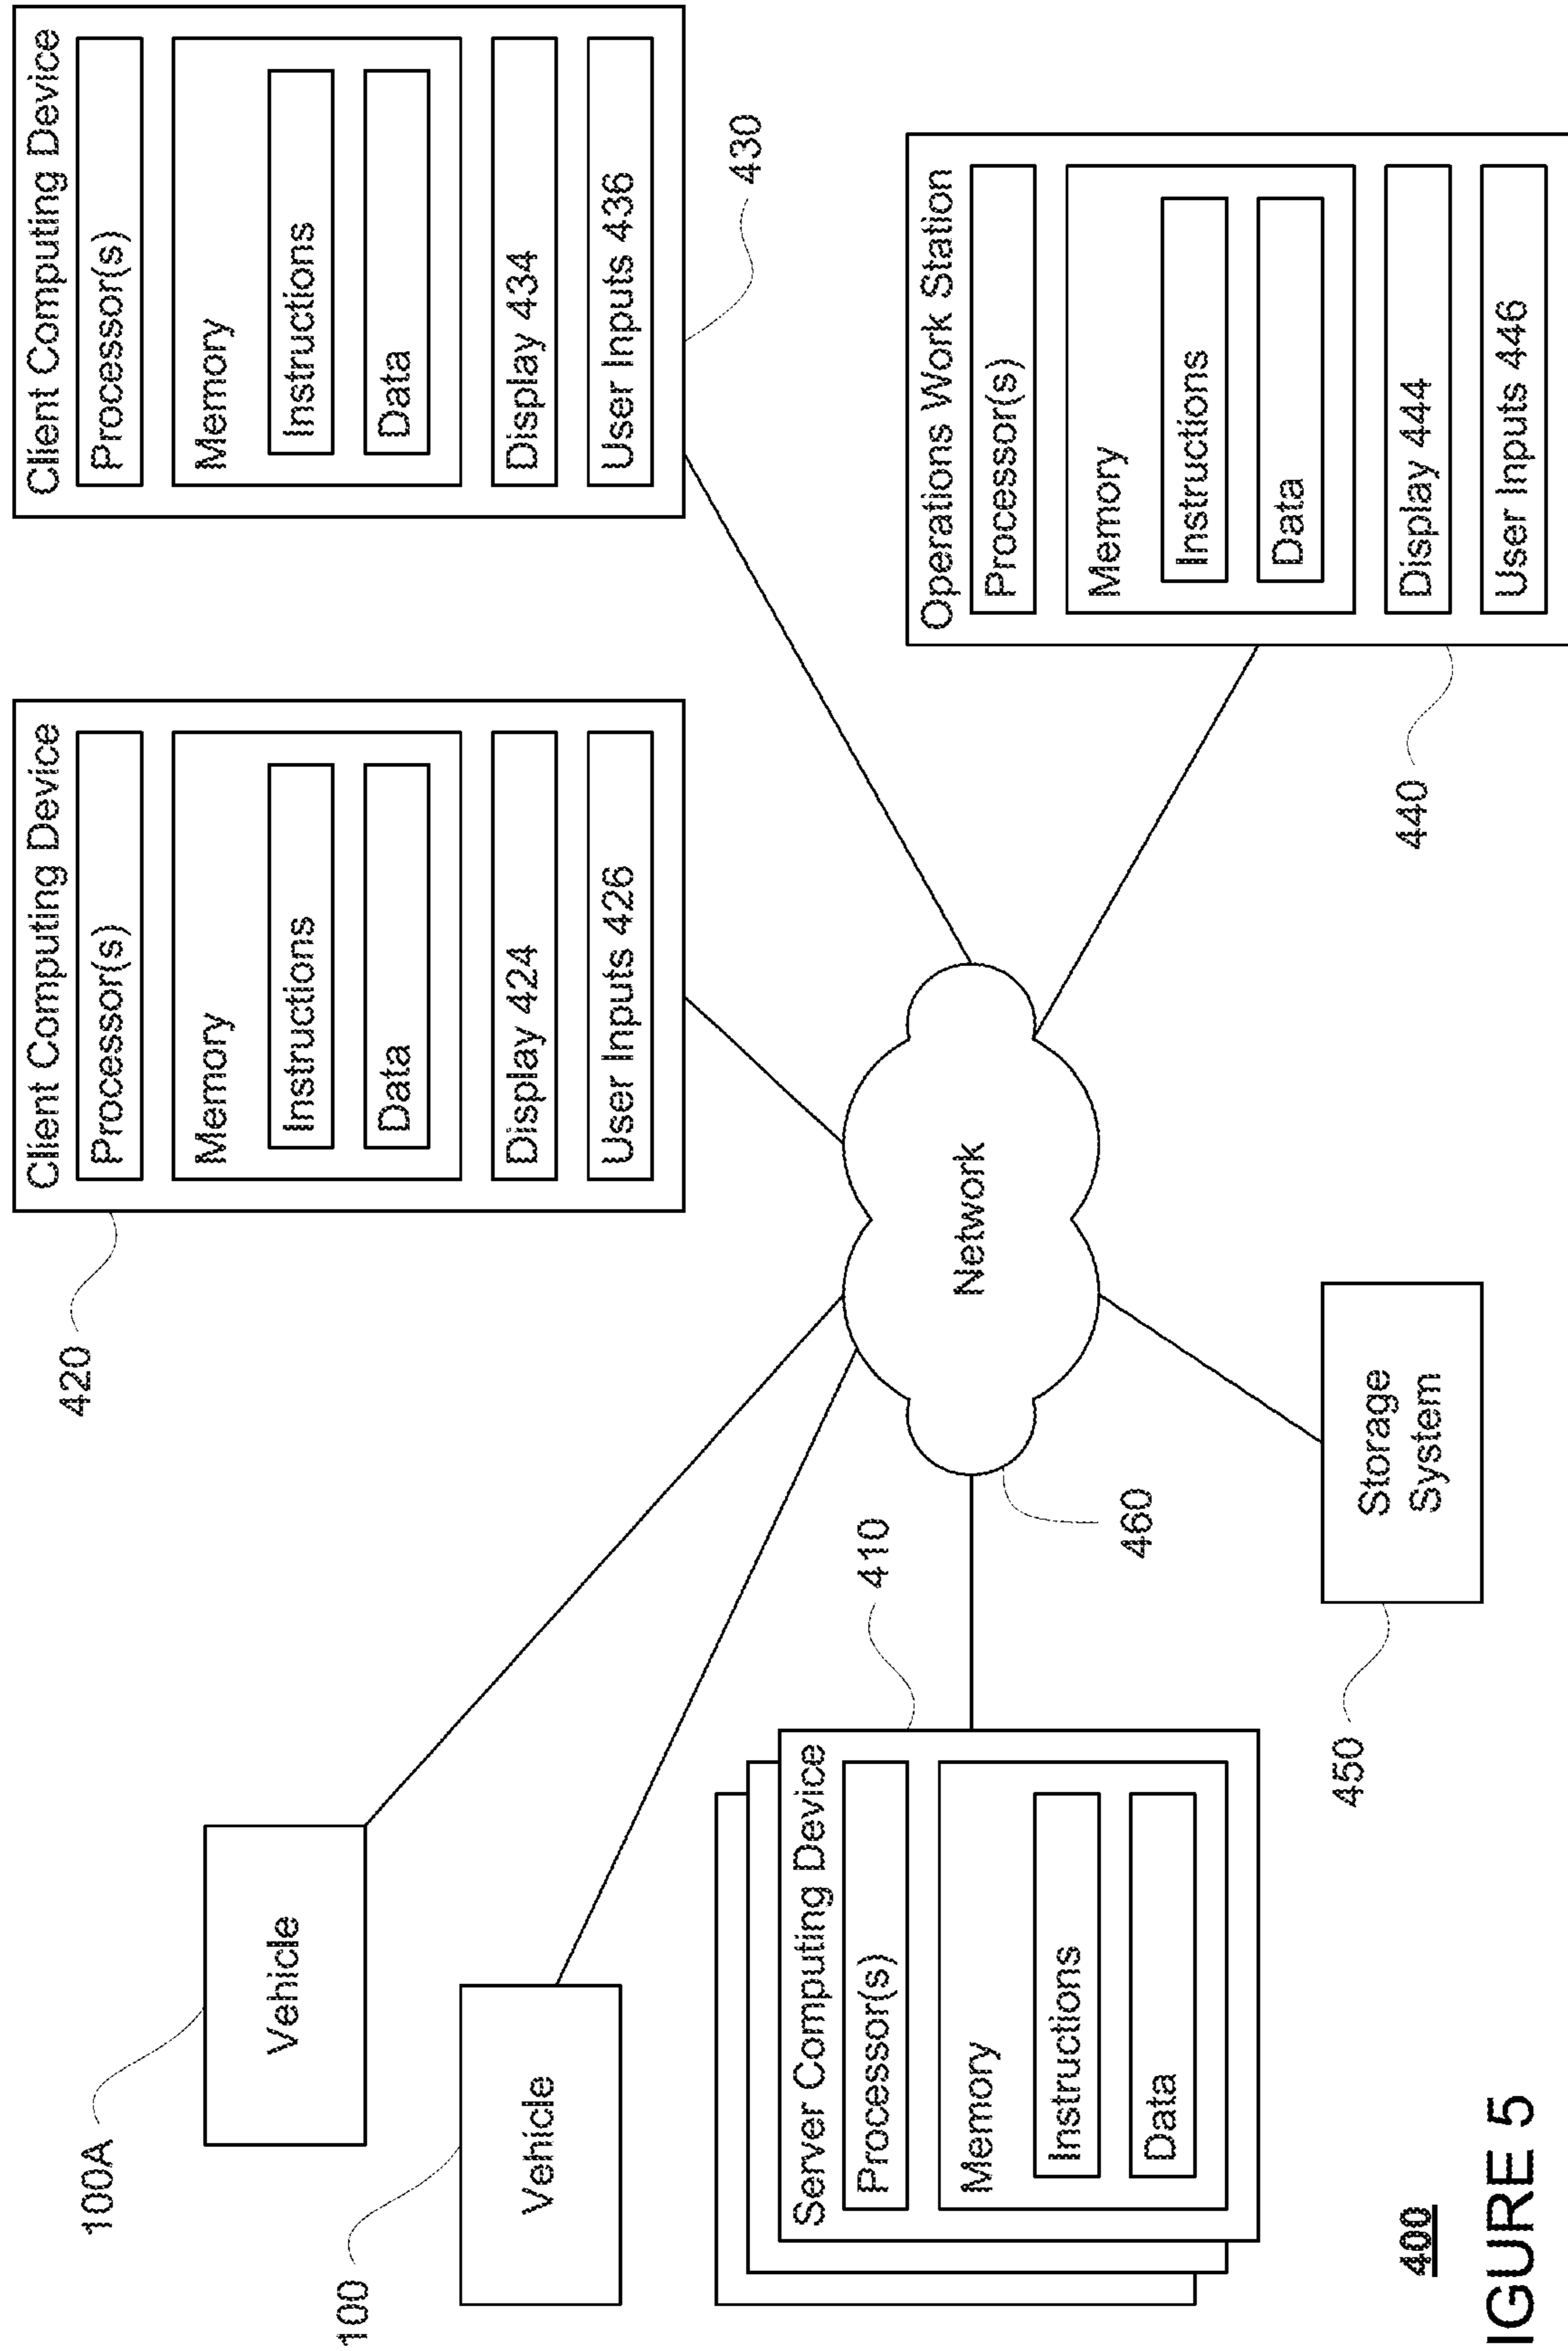 100A
Vehicle
100
Vehicle
420
Client Computing Device
Processor(s)
Memory
Instructions
Data
Display 424
User Inputs 426
Client Computing Device
Processor(s)
Memory
Instructions
Data
Display 434
User Inputs 436
430
Server Computing Device
Processor(s)
Memory
Instructions
Data
410
Network
460
Storage
System
450
Operations Work Station
Processor(s)
Memory
Instructions
Data
Display 444
User Inputs 446
440
400
IGURE 5